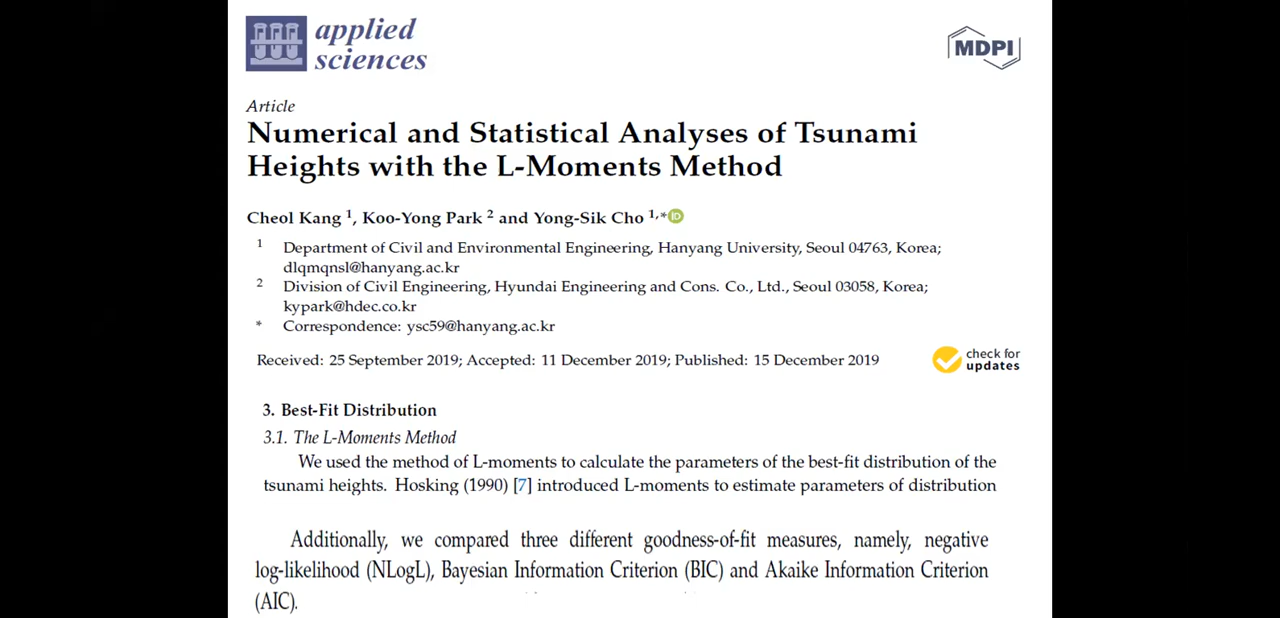 applied
sciences
MDPI
Article
Numerical and Statistical Analyses of Tsunami
Heights with the L-Moments Method
Cheol Kang 1, Koo-Yong Park 2 and Yong-Sik Cho 1,* iD
1 Department of Civil and Environmental Engineering, Hanyang University, Seoul 04763, Korea;
dlqmqnsl@hanyang.ac.kr
2 Division of Civil Engineering, Hyundai Engineering and Cons. Co., Ltd., Seoul 03058, Korea;
kypark@hdec.co.kr
* Correspondence: ysc59@hanyang.ac.kr
Received: 25 September 2019; Accepted: 11 December 2019; Published: 15 December 2019
check for
updates
3. Best-Fit Distribution
3.1. The L-Moments Method
We used the method of L-moments to calculate the parameters of the best-fit distribution of the
tsunami heights. Hosking (1990) [7] introduced L-moments to estimate parameters of distribution
Additionally, we compared three different goodness-of-fit measures, namely, negative
log-likelihood (NLogL), Bayesian Information Criterion (BIC) and Akaike Information Criterion
(AIC).